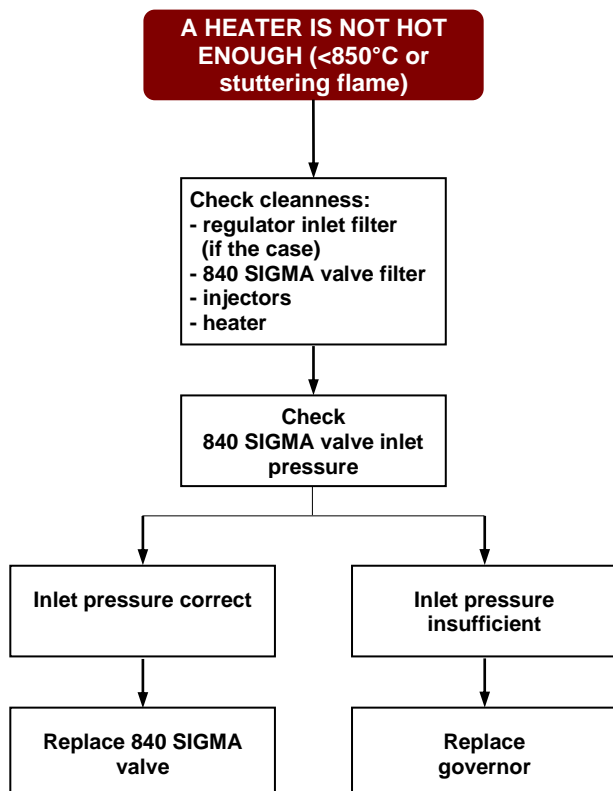 A HEATER IS NOT HOT
ENOUGH (<850°C or
stuttering flame)
Check cleanness:
- regulator inlet filter
(if the case)
- 840 SIGMA valve filter
- injectors
- heater
Check
840 SIGMA valve inlet
pressure
Inlet pressure correct
Inlet pressure
insufficient
Replace 840 SIGMA
valve
Replace
governor